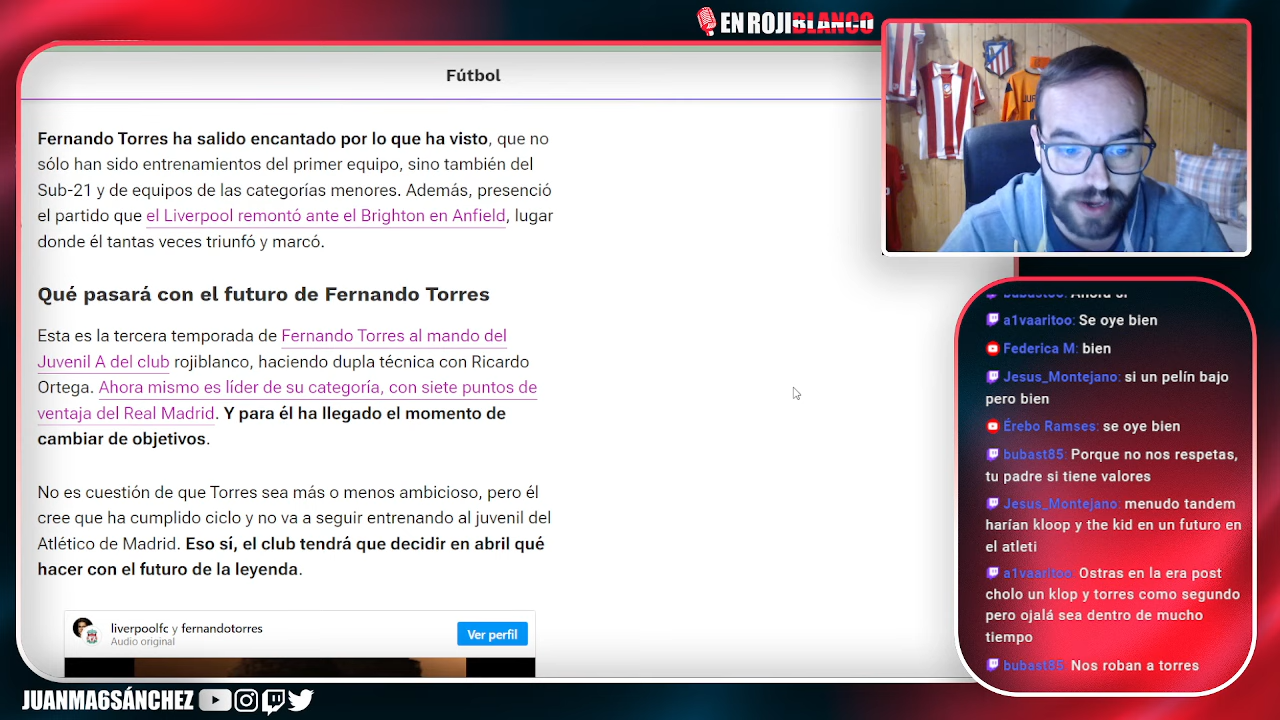 EN ROJIBLANCO
Fútbol
Fernando Torres ha salido encantado por lo que ha visto, que no
sólo han sido entrenamientos del primer equipo, sino también del
Sub-21 y de equipos de las categorías menores. Además, presenció
el partido que el Liverpool remontó ante el Brighton en Anfield, lugar
donde él tantas veces triunfó y marcó.
Qué pasará con el futuro de Fernando Torres
Esta es la tercera temporada de Fernando Torres al mando del
Juvenil A del club rojiblanco, haciendo dupla técnica con Ricardo
Ortega. Ahora mismo es líder de su categoría, con siete puntos de
ventaja del Real Madrid. Y para él ha llegado el momento de
cambiar de objetivos.
No es cuestión de que Torres sea más o menos ambicioso, pero él
cree que ha cumplido ciclo y no va a seguir entrenando al juvenil del
Atlético de Madrid. Eso sí, el club tendrá que decidir en abril qué
hacer con el futuro de la leyenda.
liverpoolfc y fernandotorres
Audio original
Ver perfil
a1vaaritoo: Se oye bien
Federica M: bien
Jesus_Montejano: si un pelín bajo
pero bien
Érebo Ramses: se oye bien
bubast85: Porque no nos respetas,
tu padre si tiene valores
Jesus_Montejano: menudo tandem
harían kloop y the kid en un futuro en
el atleti
a1vaaritoo: Ostras en la era post
cholo un klop y torres como segundo
pero ojalá sea dentro de mucho
tiempo
bubast85: Nos roban a torres
JUANMA6SÁNCHEZ